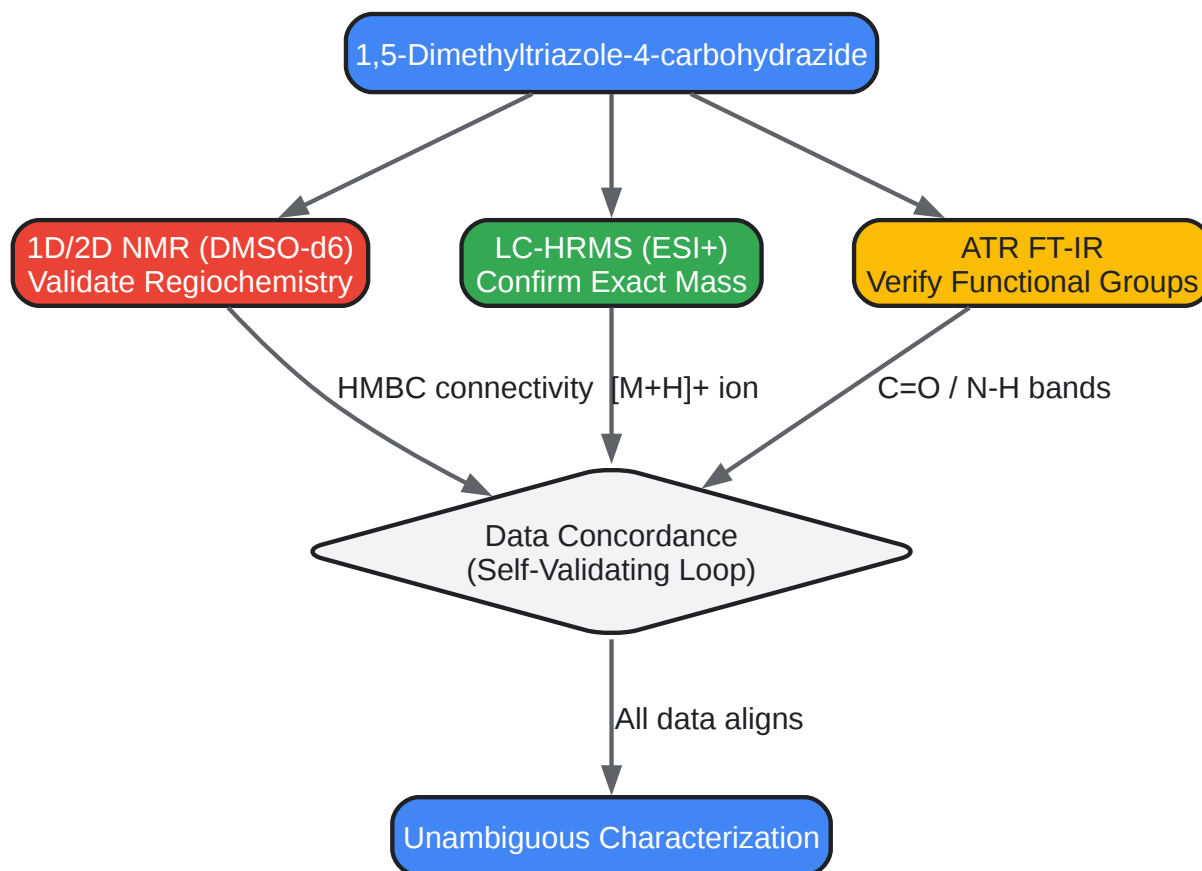 1,5-Dimethyltriazole-4-carbohydrazide
1D/2D NMR (DMSO-d6)
Validate Regiochemistry
LC-HRMS (ESI+)
Confirm Exact Mass
ATR FT-IR
Verify Functional Groups
HMBC connectivity
[M+H]+ ion
C=O / N-H bands
Data Concordance
(Self-Validating Loop)
All data aligns
Unambiguous Characterization